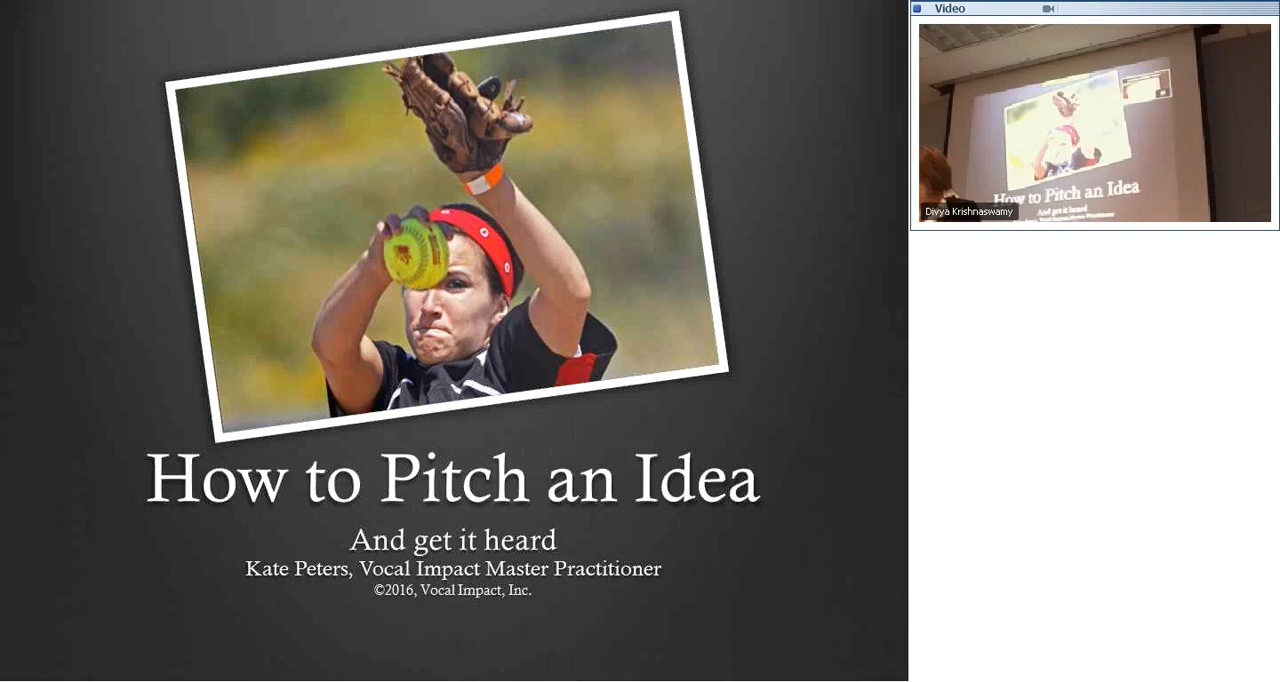 How to Pitch an Idea
And get it heard
Kate Peters, Vocal Impact Master Practitioner
©2016, Vocal Impact, Inc.
Video
How to Pitch an Idea
And get it heard
Divya Krishnaswamy